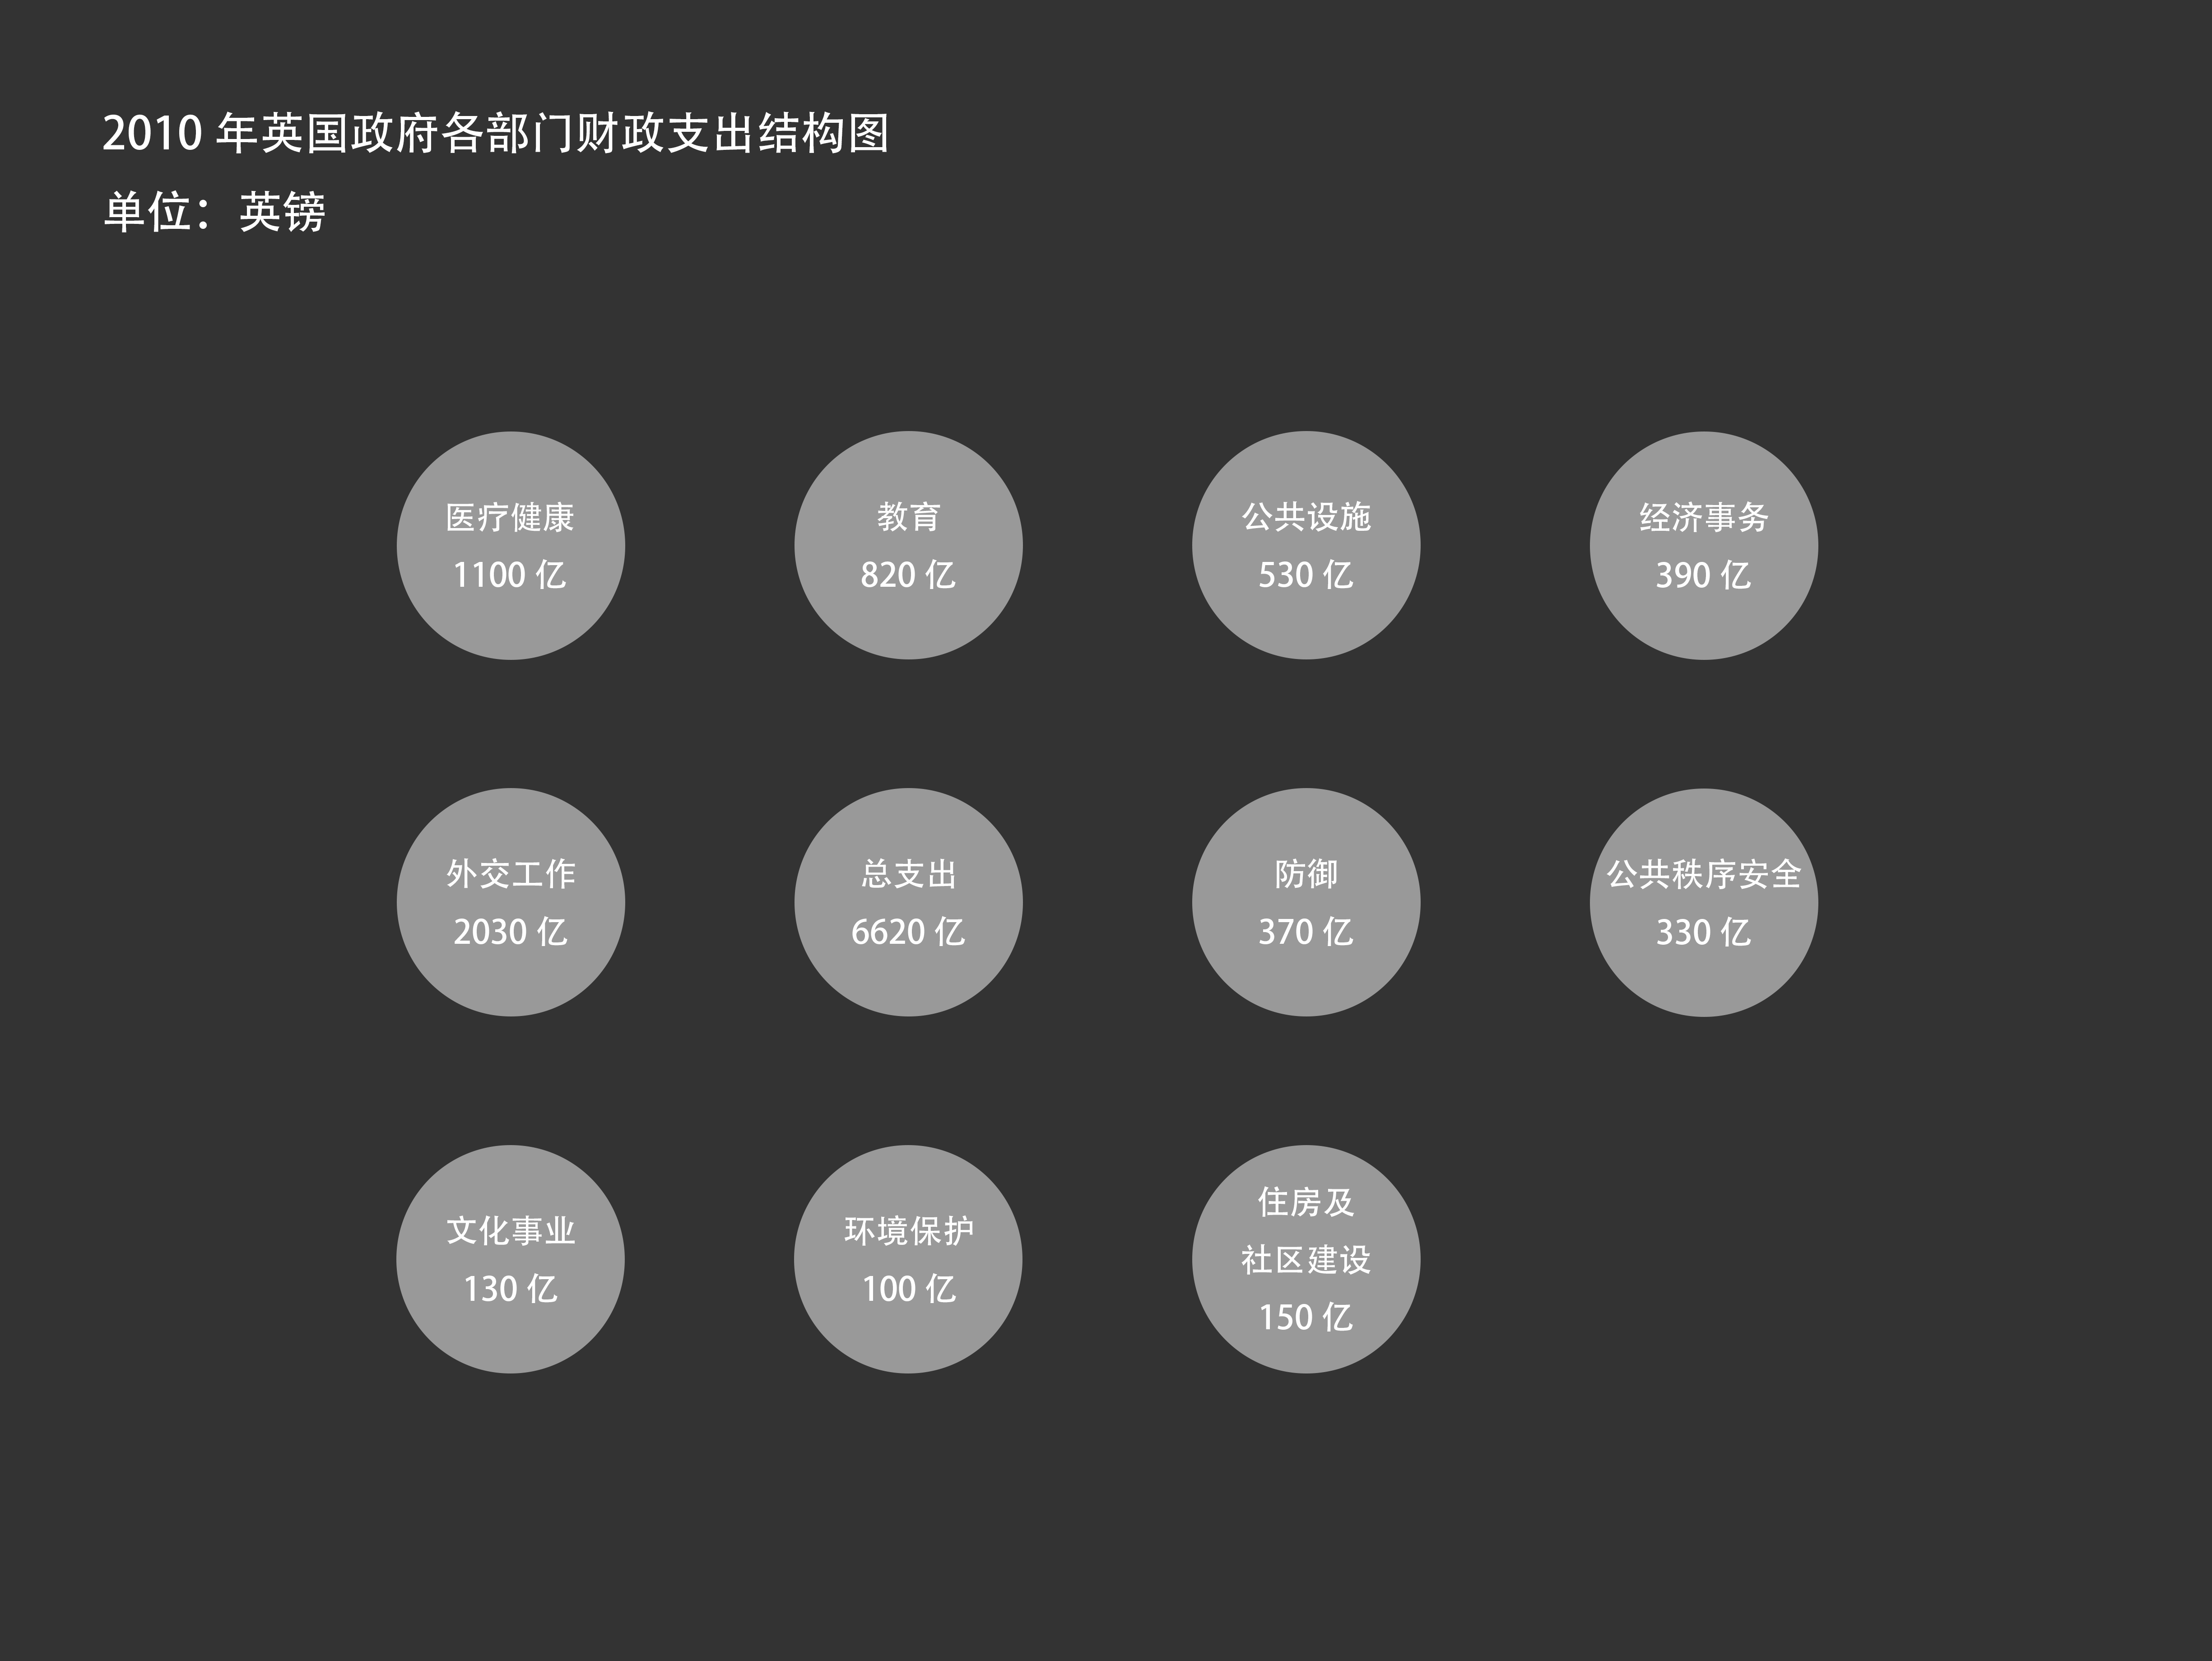 2010 年英国政府各部门财政支出结构图
单位： 英镑
医疗健康
1100 亿
教育
820 亿
公共设施
530 亿
经济事务
390 亿
外交工作
2030 亿
总支出
6620 亿
防御
370 亿
公共秩序安全
330 亿
文化事业
130 亿
环境保护
100 亿
住房及
社区建设
150 亿